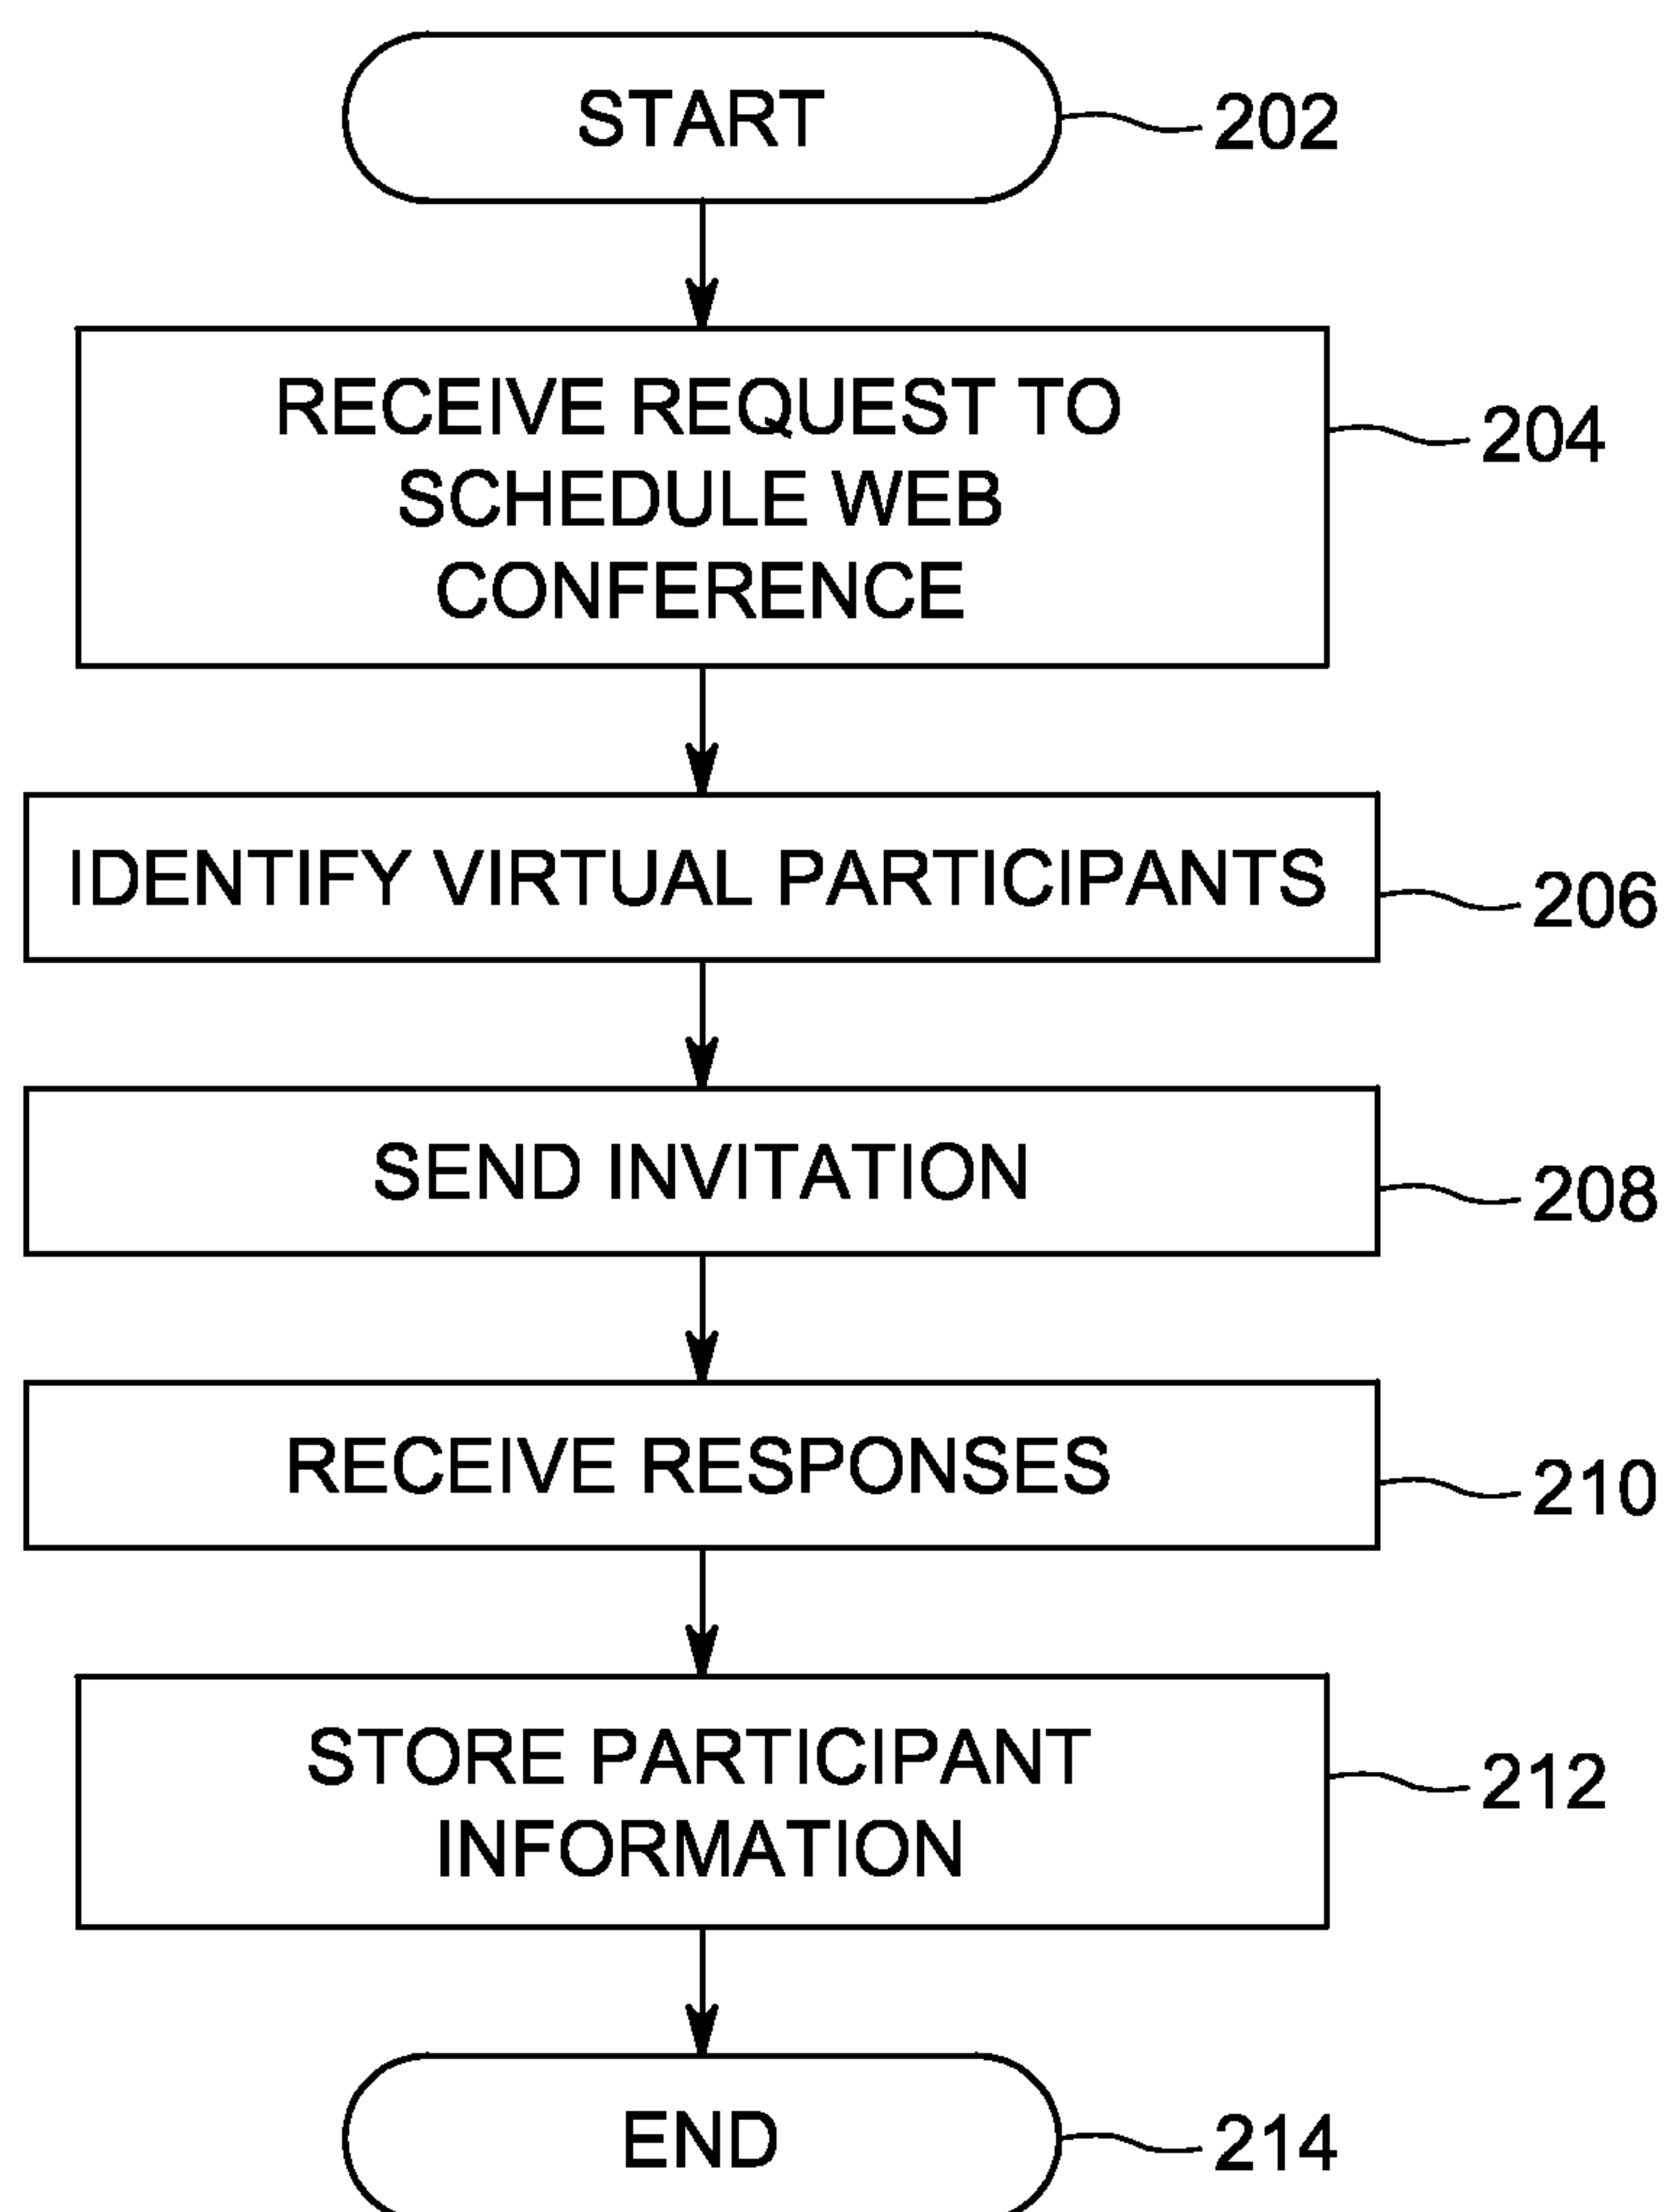 START
202
RECEIVE REQUEST TO
SCHEDULE WEB
CONFERENCE
204
IDENTIFY VIRTUAL PARTICIPANTS
206
SEND INVITATION
208
RECEIVE RESPONSES
210
STORE PARTICIPANT
INFORMATION
212
END
214